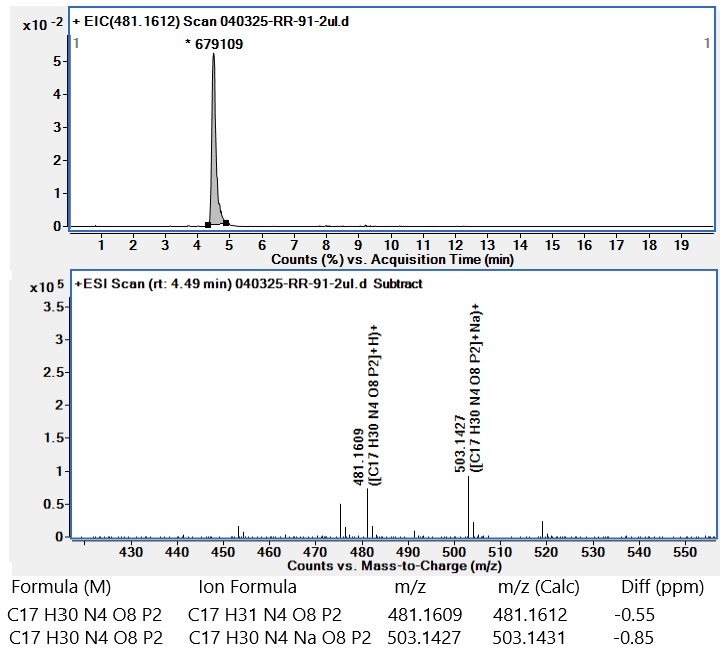 + EIC(481.1612) Scan 040325-RR-91-2ul.d
x10 -2
1
* 679109
1
5
4
3
2
1
0
1 2 3 4 5 6 7 8 9 10 11 12 13 14 15 16 17 18 19
Counts (%) vs. Acquisition Time (min)
+ESI Scan (rt: 4.49 min) 040325-RR-91-2ul.d Subtract
x10 5
3.5
3
2.5
2
1.5
1
0.5
0
481.1609
([C17 H30 N4 O8 P2]+H)+
503.1427
([C17 H30 N4 O8 P2]+Na)+
430 440 450 460 470 480 490 500 510 520 530 540 550
Counts vs. Mass-to-Charge (m/z)
Formula (M) Ion Formula m/z m/z (Calc) Diff (ppm)
C17 H30 N4 O8 P2 C17 H31 N4 O8 P2 481.1609 481.1612 -0.55
C17 H30 N4 O8 P2 C17 H30 N4 Na O8 P2 503.1427 503.1431 -0.85